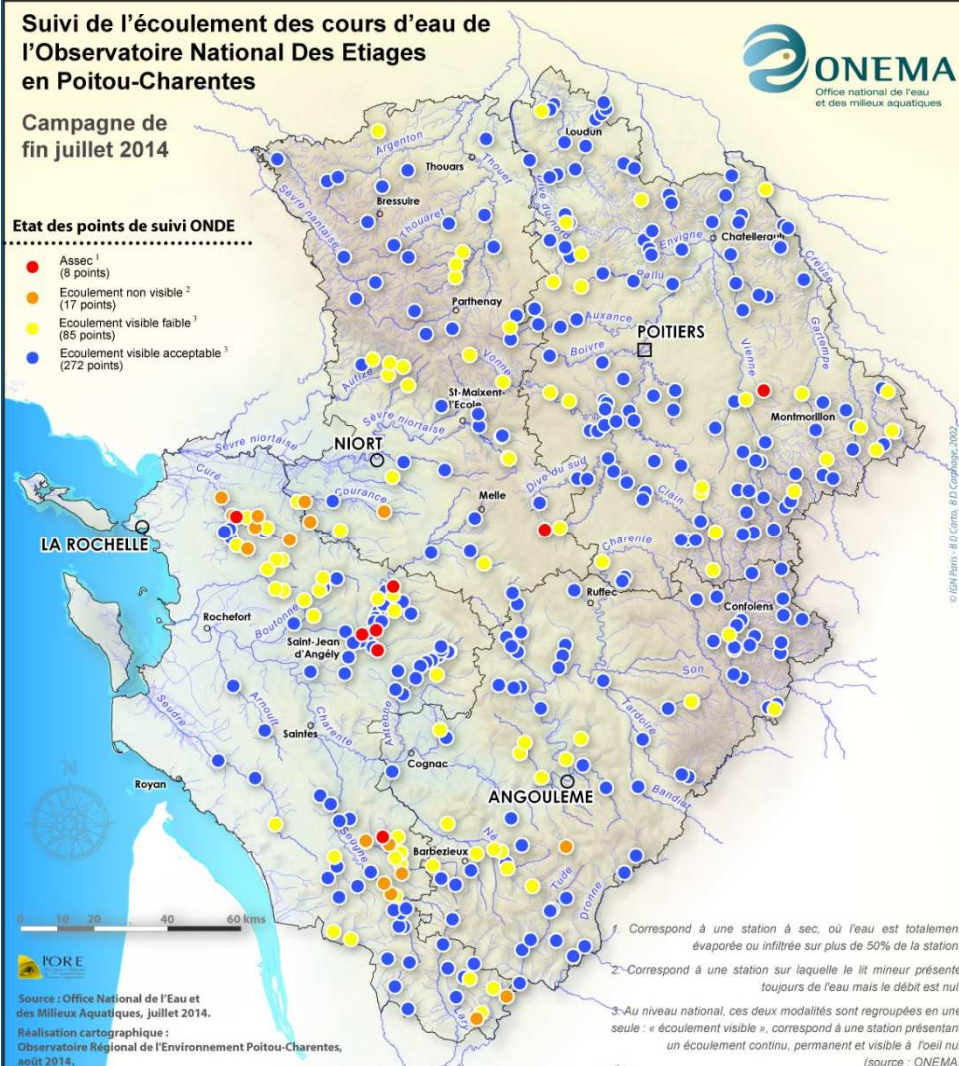 Suivi de l'écoulement des cours d'eau de
l'Observatoire National Des Etiages
en Poitou-Charentes
Campagne de
fin juillet 2014
ONEMA
Office national de l'eau
et des milieux aquatiques
Etat des points de suivi ONDE
Assec 1
(8 points)
Ecoulement non visible 2
(17 points)
Ecoulement visible faible 3
(85 points)
Ecoulement visible acceptable 3
(272 points)
Loudun
Argenton
Thouars
Thouet
Sèvre nantaise
Bressuire
Thouaret
Dive du nord
Envigne
Chatellerault
Creuse
Pallu
Parthenay
Auxance
POITIERS
Gartempe
Boivre
Vienne
Autize
Vonne
St-Maixent-
l'Ecole
Montmorillon
Sèvre niortaise
Sèvre niortaise
NIORT
Curé
Courance
Dive du sud
Clain
Melle
LA ROCHELLE
Charente
Ruffec
Rochefort
Boutonne
Confolens
Saint-Jean
d'Angély
Son
Arnoult
Seudre
Charente
Antenne
Tardoire
Saintes
Cognac
Royan
ANGOULEME
Bandiat
N
Seugne
Né
Barbezieux
Tude
Dronne
Lary
0 10 20 40 60 kms
l'ORE
Source : Office National de l'Eau et
des Milieux Aquatiques, juillet 2014.
Réalisation cartographique :
Observatoire Régional de l'Environnement Poitou-Charentes,
août 2014.
1. Correspond à une station à sec, où l'eau est totalemen
évaporée ou infiltrée sur plus de 50% de la station
2. Correspond à une station sur laquelle le lit mineur présente
toujours de l'eau mais le débit est nul
3. Au niveau national, ces deux modalités sont regroupées en une
seule : « écoulement visible », correspond à une station présentan
un écoulement continu, permanent et visible à l'oeil nu
(source : ONEMA
© IGN Paris - B D Carto, B D Carthage, 2002